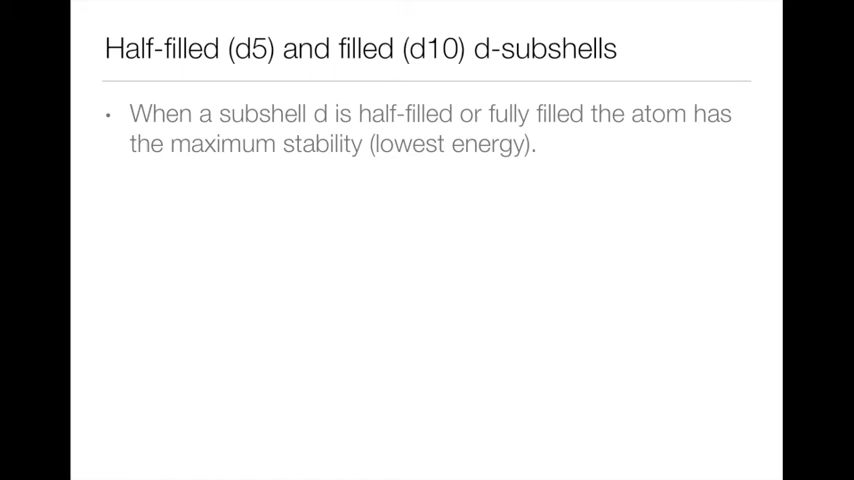 Half-filled (d5) and filled (d10) d-subshells
• When a subshell d is half-filled or fully filled the atom has
the maximum stability (lowest energy).